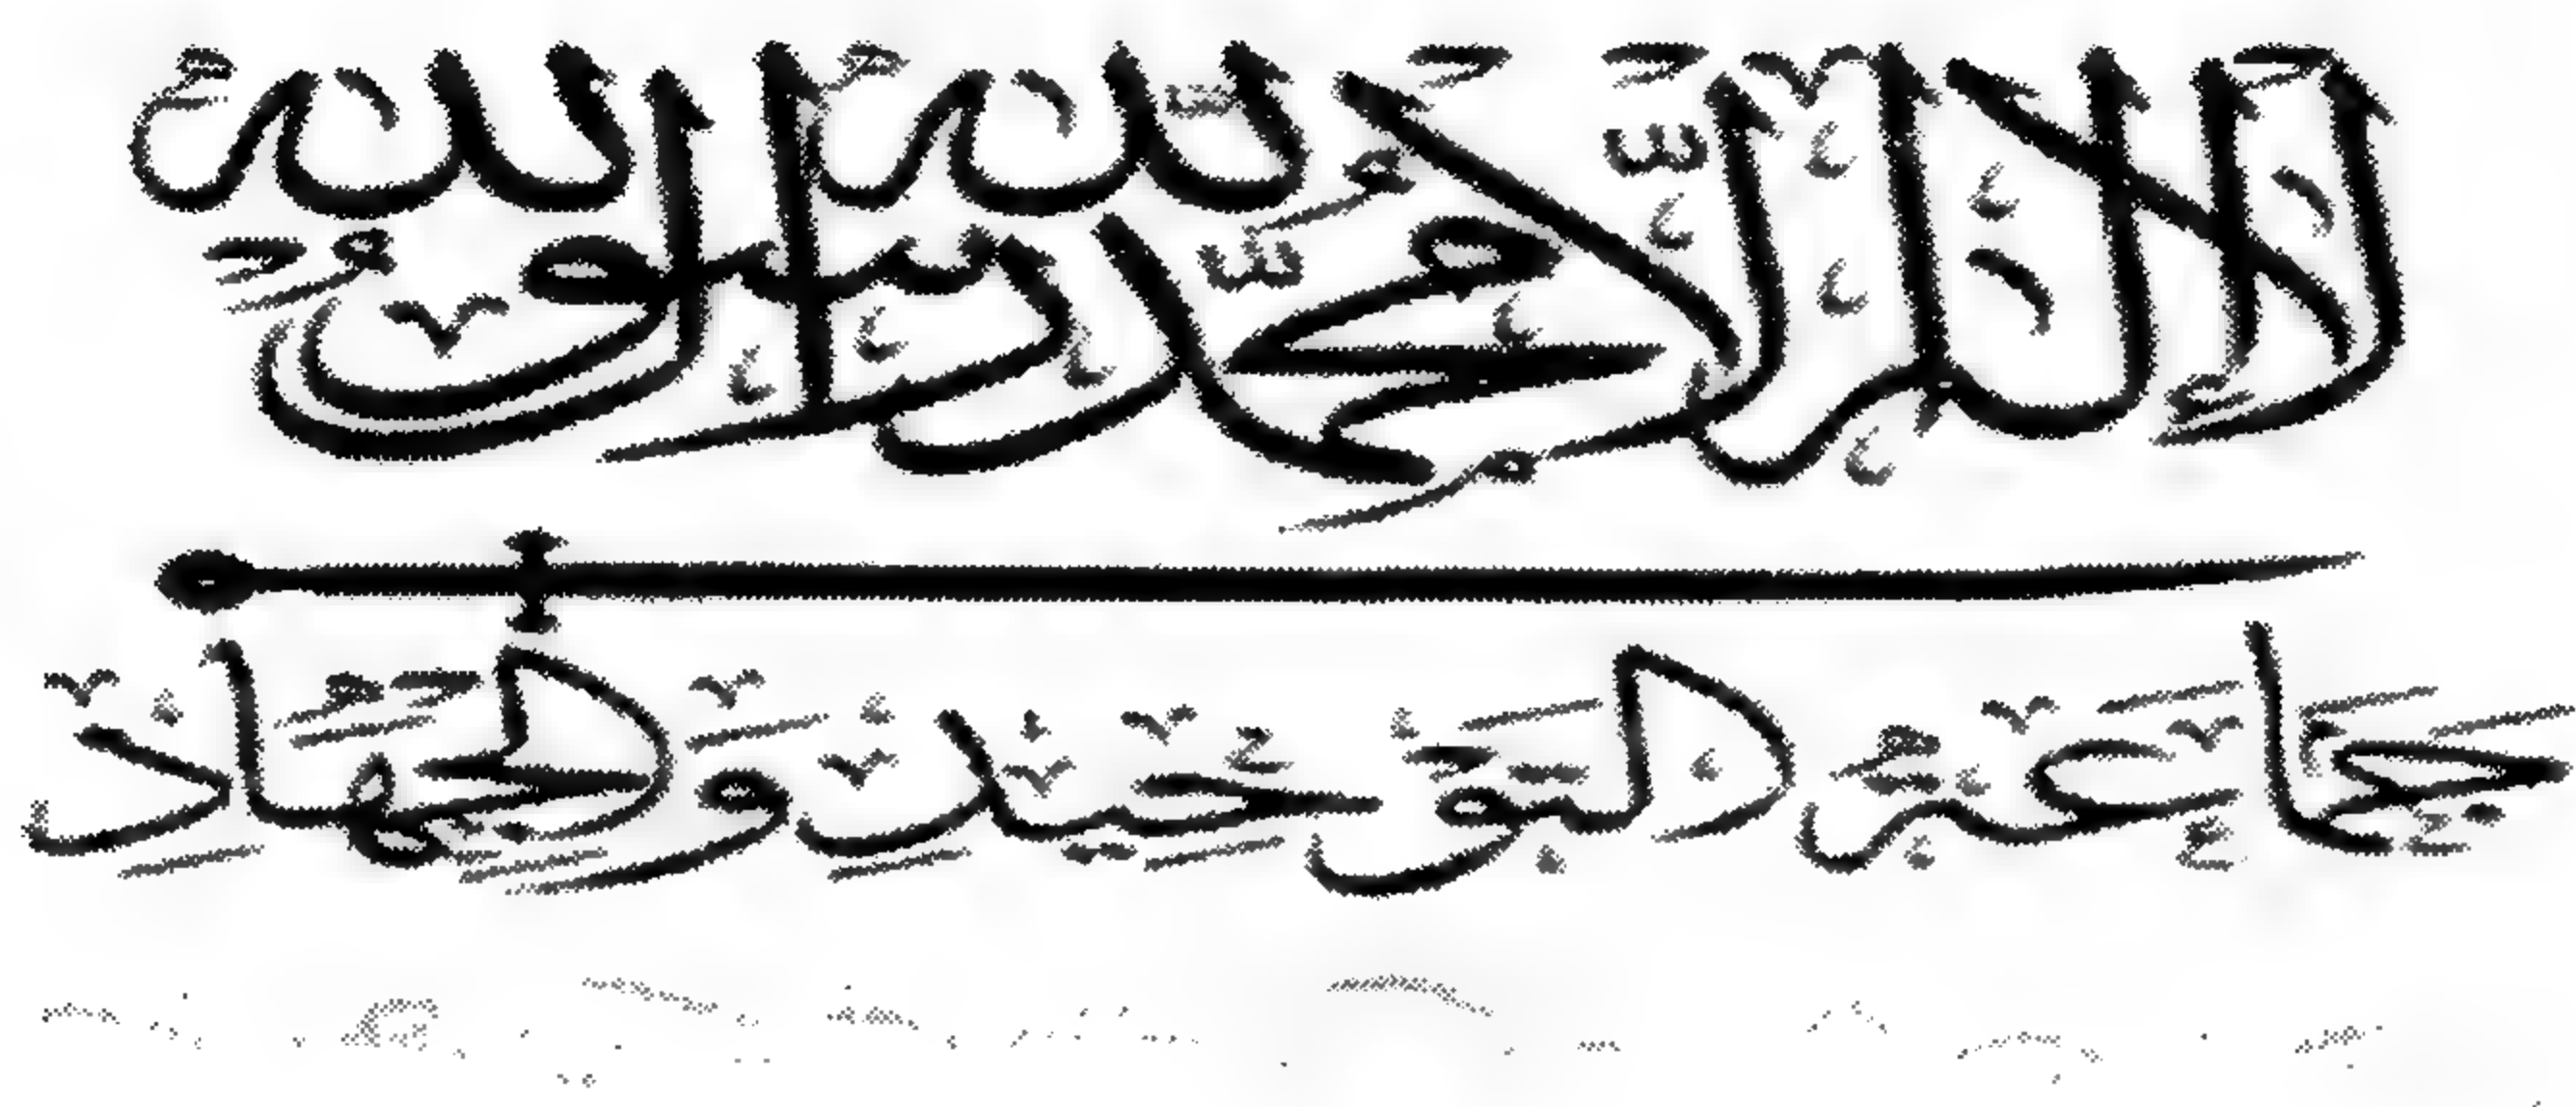 لا إله إلا الله محمد رسول الله
جماعة التوحيد والجهاد